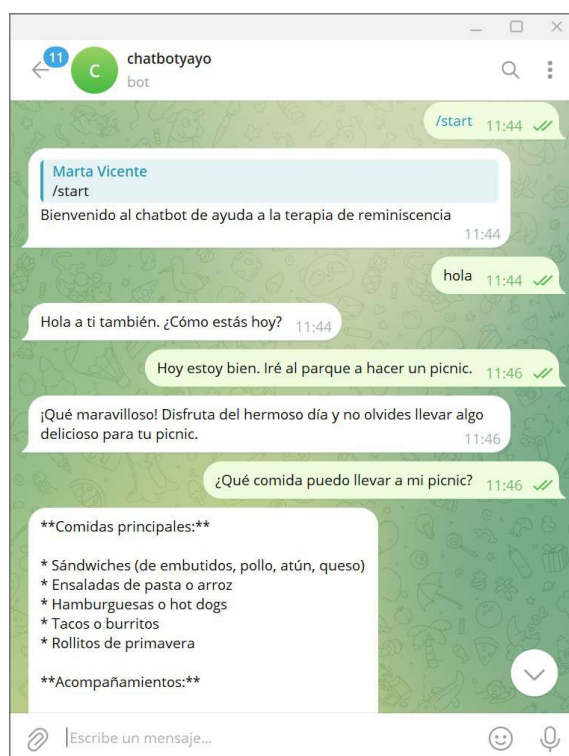 11
C
chatbotyayo
bot
/start 11:44
Marta Vicente
/start
Bienvenido al chatbot de ayuda a la terapia de reminiscencia
11:44
hola 11:44
Hola a ti también. ¿Cómo estás hoy? 11:44
Hoy estoy bien. Iré al parque a hacer un picnic. 11:46
¡Qué maravilloso! Disfruta del hermoso día y no olvides llevar algo
delicioso para tu picnic. 11:46
¿Qué comida puedo llevar a mi picnic? 11:46
**Comidas principales:**
* Sándwiches (de embutidos, pollo, atún, queso)
* Ensaladas de pasta o arroz
* Hamburguesas o hot dogs
* Tacos o burritos
* Rollitos de primavera
**Acompañamientos:**
Escribe un mensaje...